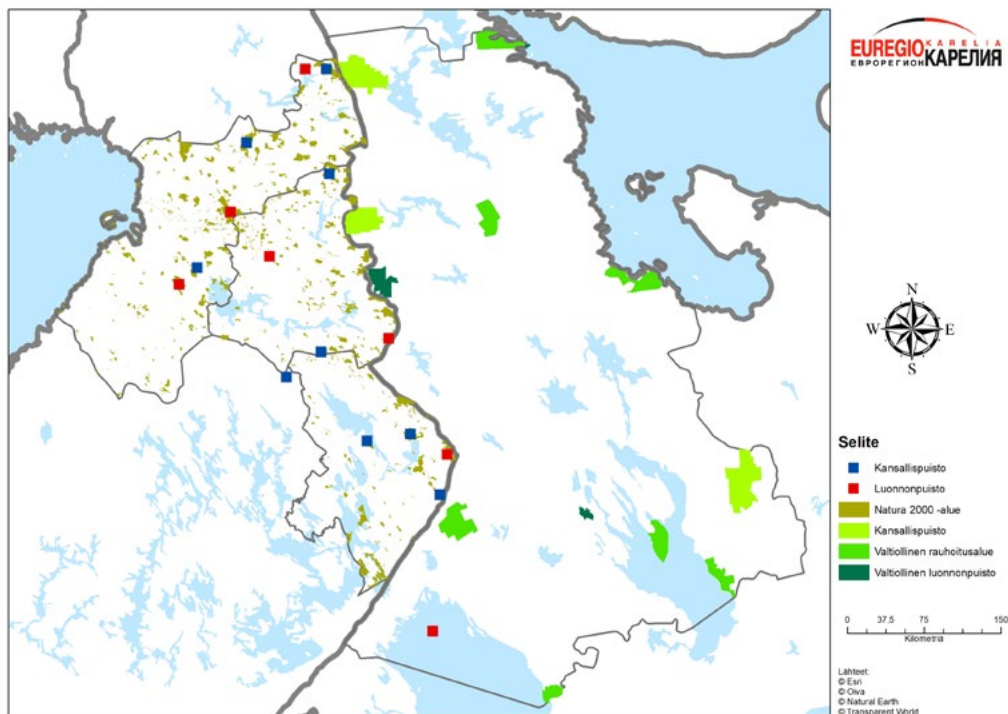 EUREGIO KARELIA
ЕВРОРЕГИОН КАРЕЛИЯ
N
W E
S
Selite
Kansallispuisto
Luonnonpuisto
Natura 2000 -alue
Kansallispuisto
Valtiollinen rauhoitusalue
Valtiollinen luonnonpuisto
0 37.5 75 150
Kilometria
Lähteet:
© Esri
© Oiva
© Natural Earth
© Transparent World